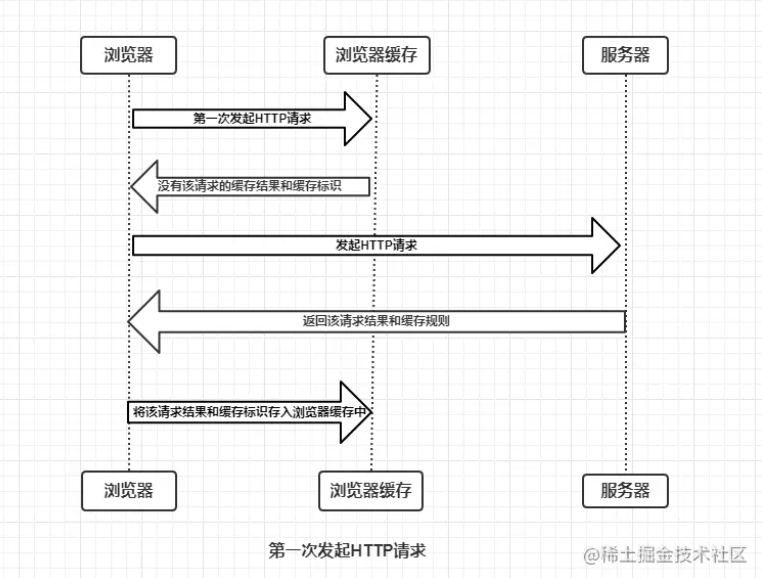 浏览器
浏览器缓存
服务器
第一次发起HTTP请求
没有该请求的缓存结果和缓存标识
发起HTTP请求
返回该请求结果和缓存规则
将该请求结果和缓存标识存入浏览器缓存中
浏览器
浏览器缓存
服务器
第一次发起HTTP请求
@稀土掘金技术社区